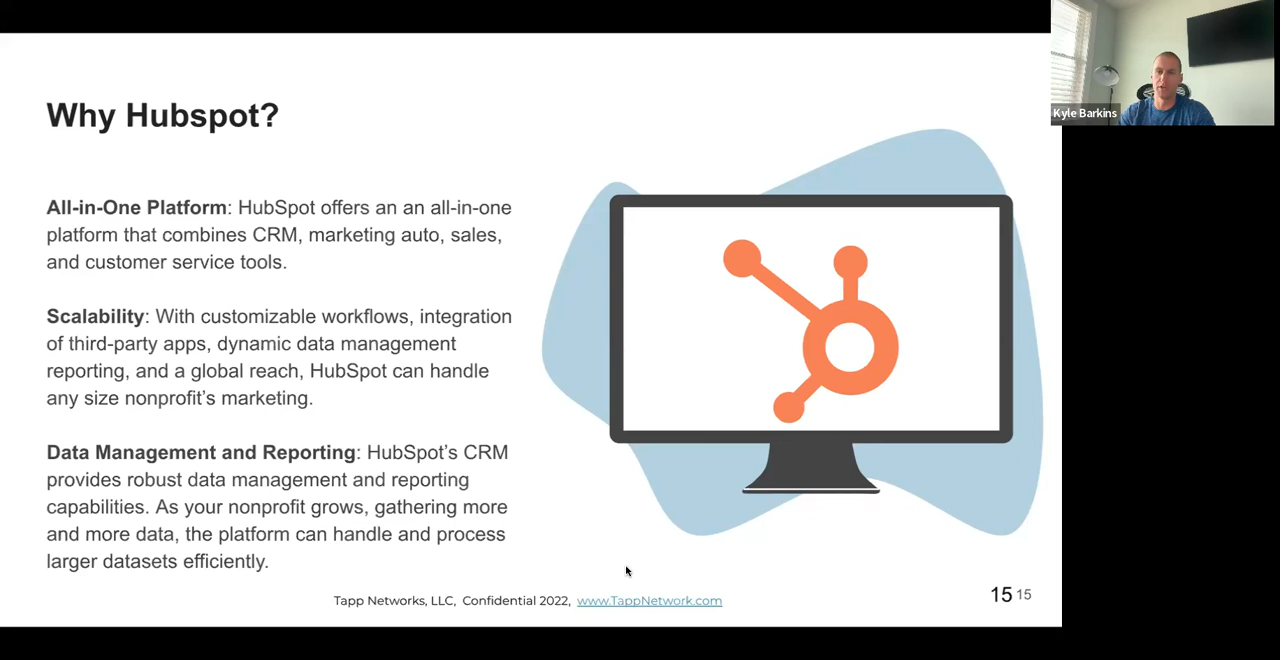 Why Hubspot?
All-in-One Platform: HubSpot offers an an all-in-one
platform that combines CRM, marketing auto, sales,
and customer service tools.
Scalability: With customizable workflows, integration
of third-party apps, dynamic data management
reporting, and a global reach, HubSpot can handle
any size nonprofit’s marketing.
Data Management and Reporting: HubSpot’s CRM
provides robust data management and reporting
capabilities. As your nonprofit grows, gathering more
and more data, the platform can handle and process
larger datasets efficiently.
Tapp Networks, LLC, Confidential 2022, www.TappNetwork.com
15 15
Kyle Barkins